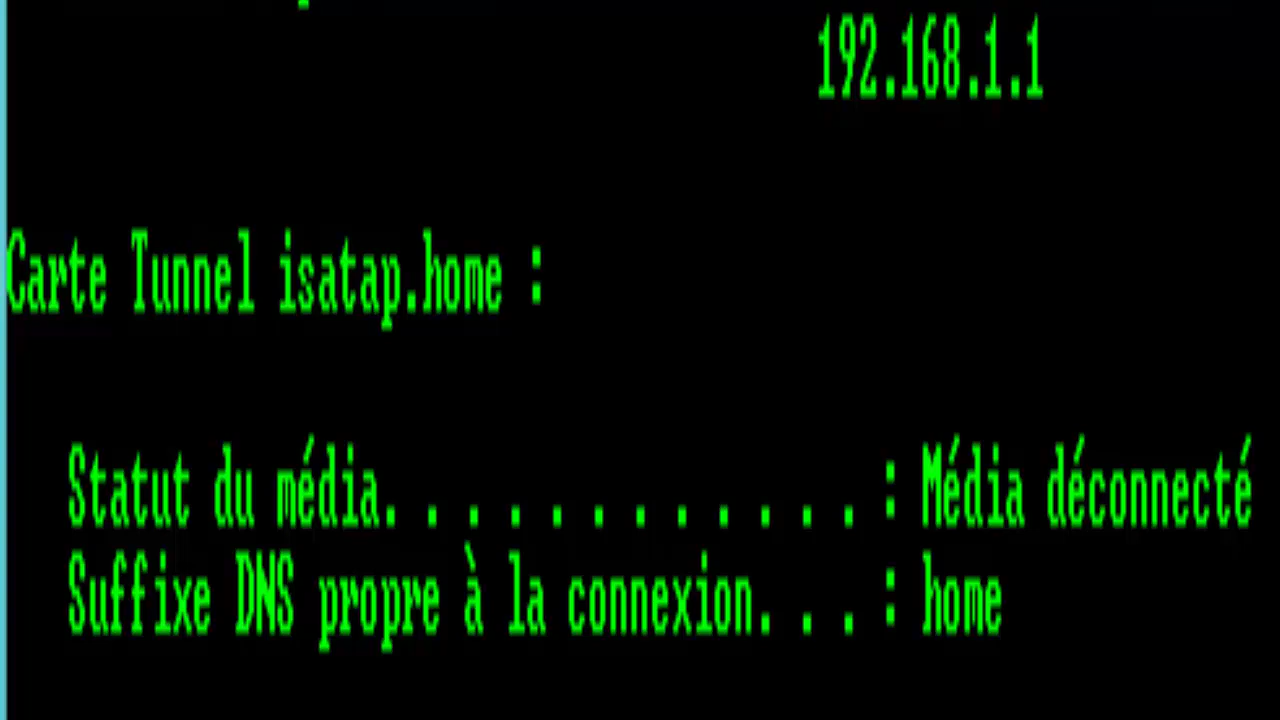 192.168.1.1
Carte Tunnel isatap.home :
Statut du média. . . . . . . . . . . . : Média déconnecté
Suffixe DNS propre à la connexion. . . : home